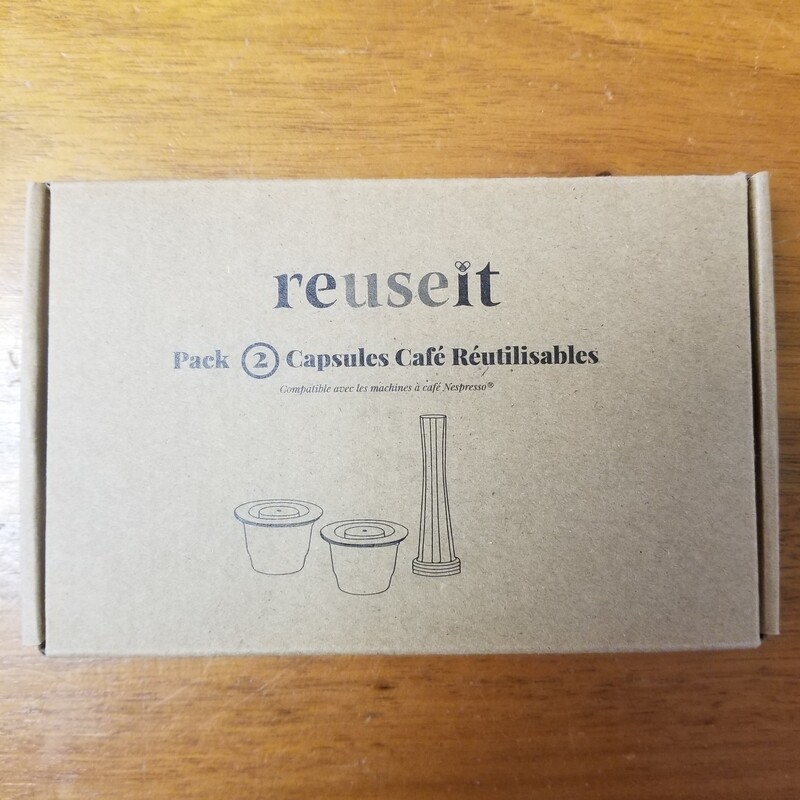 reuseit
Pack 2 Capsules Café Réutilisables
Compatible avec les machines à café Nespresso®